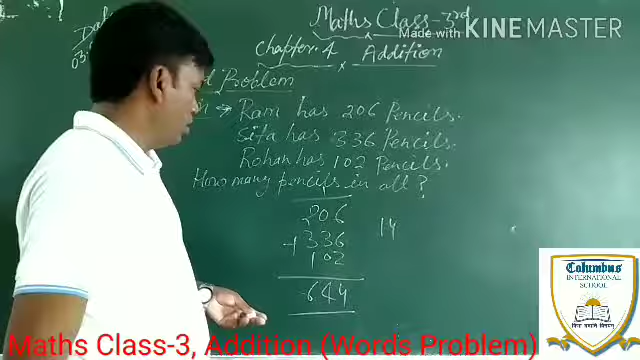 Maths Class-3rd
Made with KINEMASTER
Chapter-4 Addition
Problem
Ram has 206 Pencils.
Sita has 336 Pencils.
Rohan has 102 Pencils.
How many pencils in all?
1
206
14
+336
102
644
Columbus
INTERNATIONAL
SCHOOL
Maths Class-3, Addition (Words Problem)